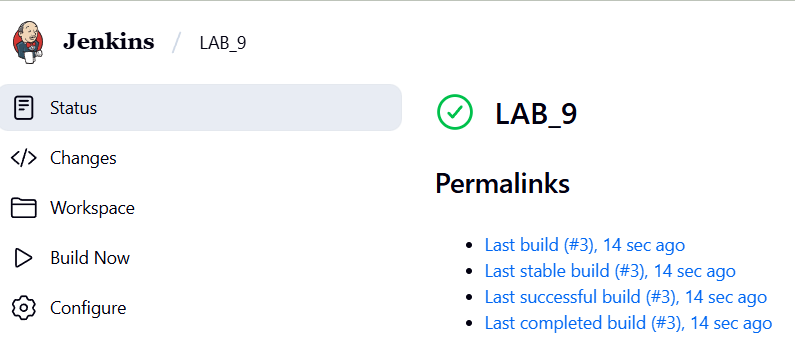 Jenkins / LAB_9
Status
Changes
Workspace
Build Now
Configure
LAB_9
Permalinks
Last build (#3), 14 sec ago
Last stable build (#3), 14 sec ago
Last successful build (#3), 14 sec ago
Last completed build (#3), 14 sec ago